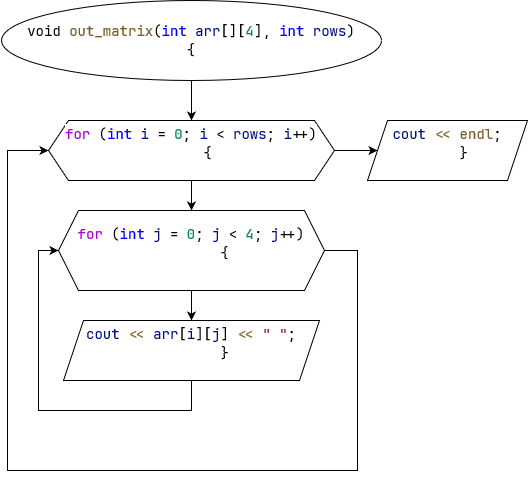 void out_matrix(int arr[][4], int rows)
{
for (int i = 0; i < rows; i++)
{
cout << endl;
}
for (int j = 0; j < 4; j++)
{
cout << arr[i][j] << " ";
}